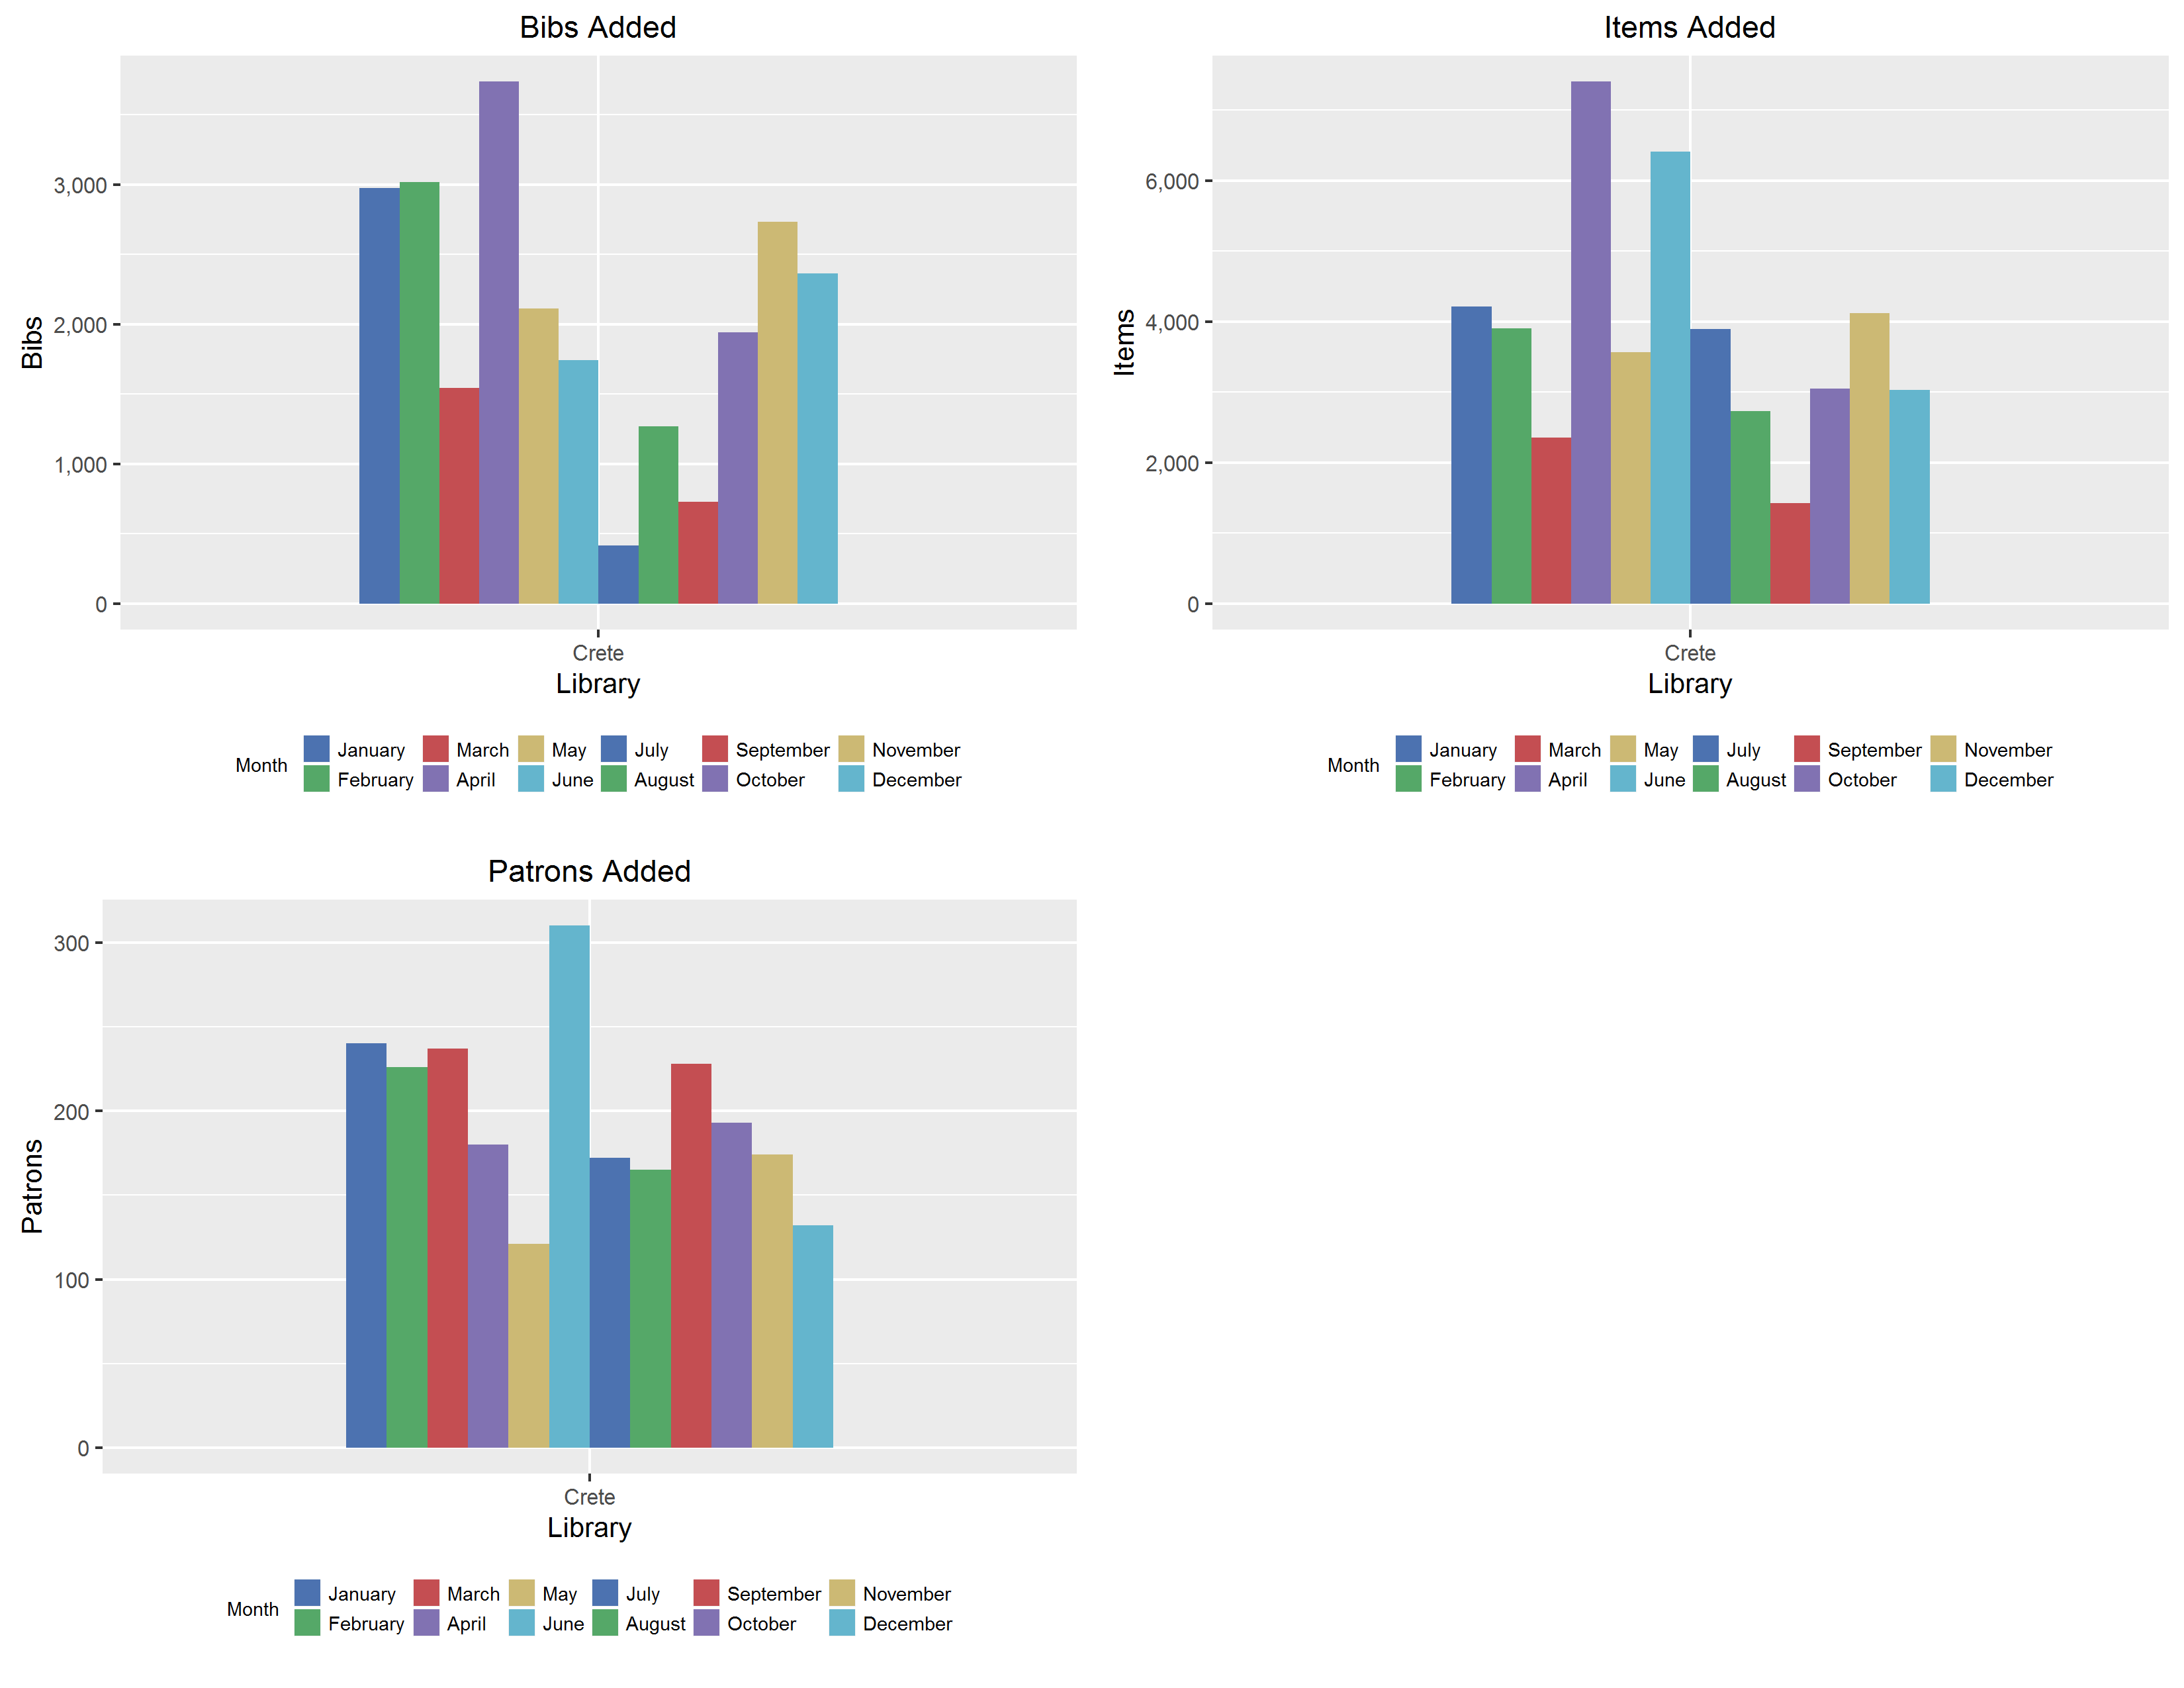 Bibs Added
Bibs
3,000
2,000
1,000
0
Crete
Library
Month
January March May July September November
February April June August October December
Items Added
Items
6,000
4,000
2,000
0
Crete
Library
Month
January March May July September November
February April June August October December
Patrons Added
Patrons
300
200
100
0
Crete
Library
Month
January March May July September November
February April June August October December